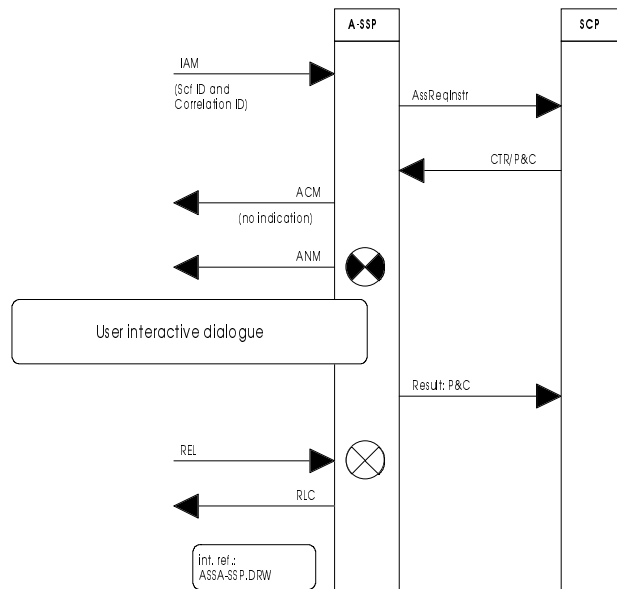 A-SSP
SCP
IAM
(Scf ID and
Correlation ID)
AssReqInstr
CTR/P&C
ACM
(no indication)
ANM
User interactive dialogue
Result: P&C
REL
RLC
int. ref.:
ASSA-SSP.DRW